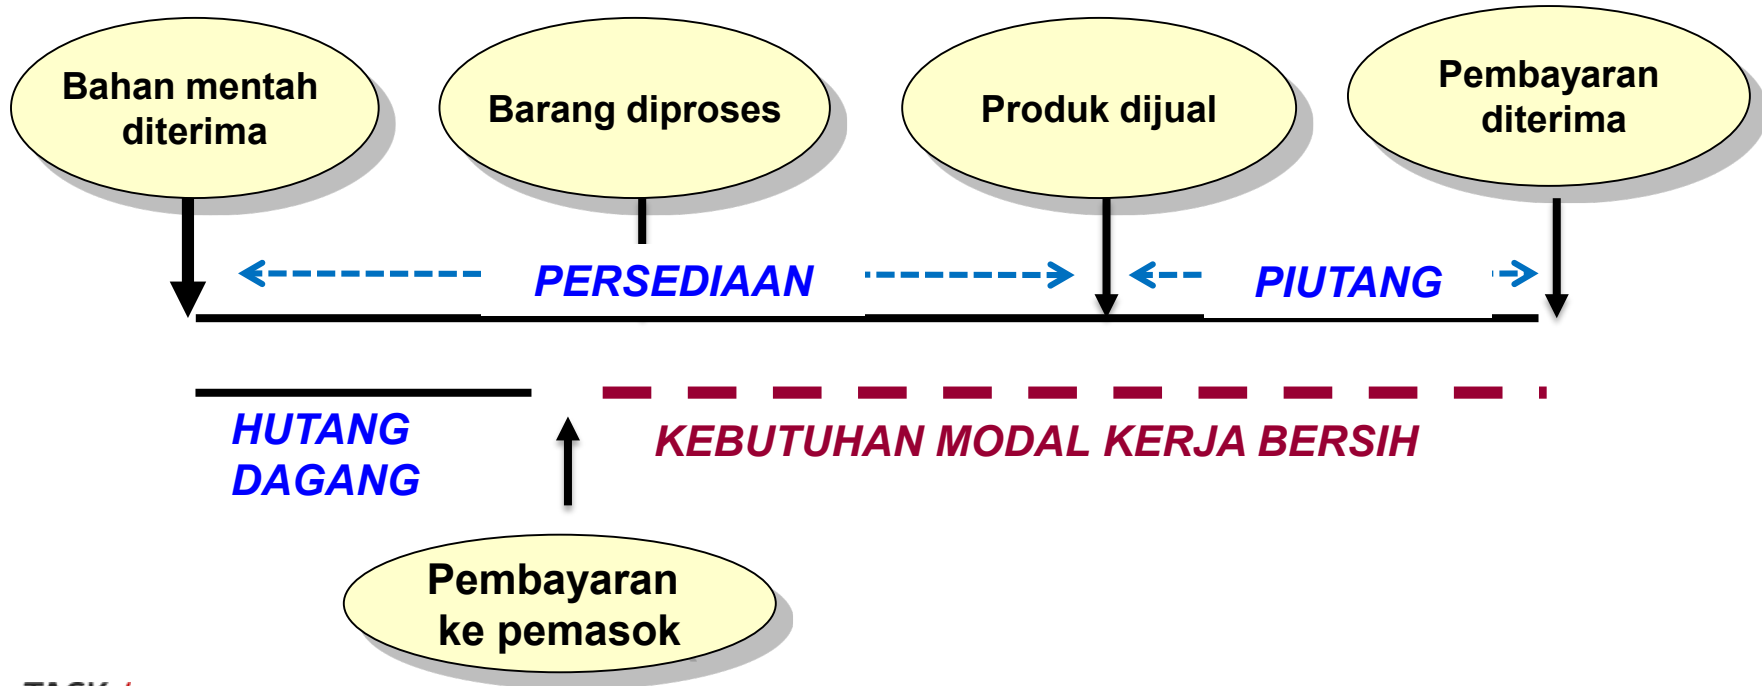 Bahan mentah
diterima
Barang diproses
Produk dijual
Pembayaran
diterima
PERSEDIAAN
PIUTANG
HUTANG
DAGANG
KEBUTUHAN MODAL KERJA BERSIH
Pembayaran
ke pemasok